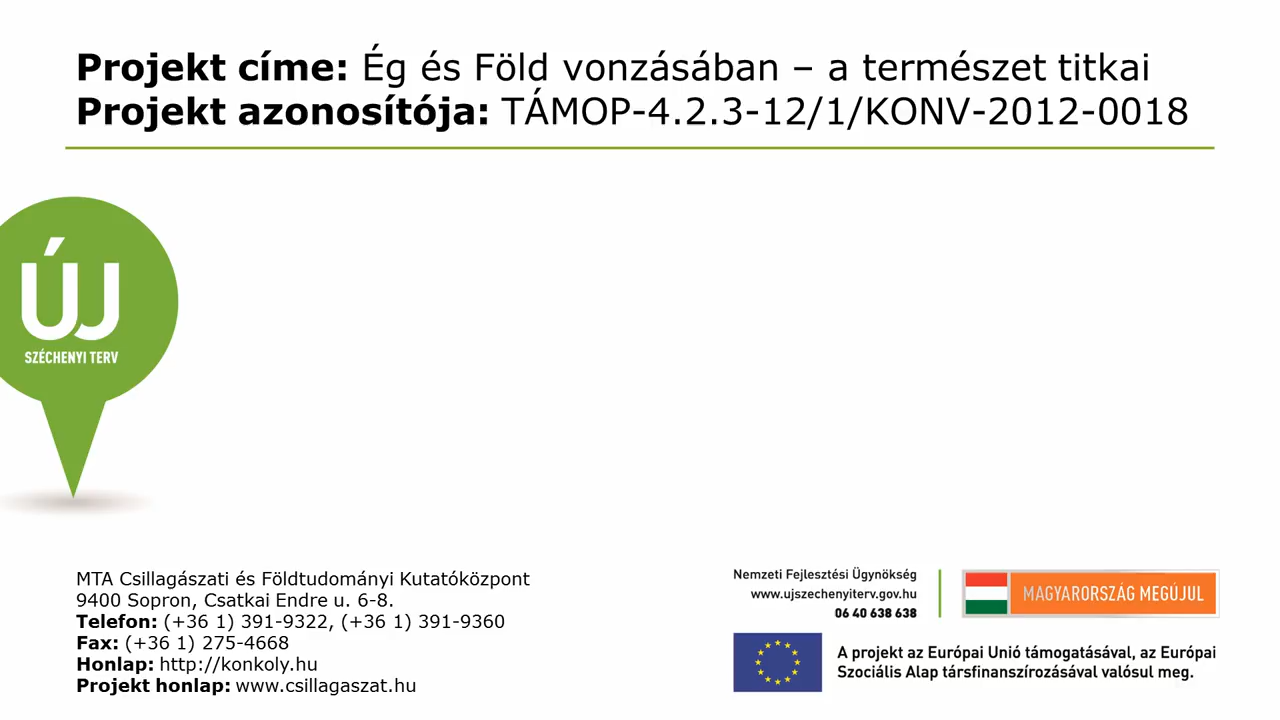 Projekt címe: Ég és Föld vonzásában – a természet titkai
Projekt azonosítója: TÁMOP-4.2.3-12/1/KONV-2012-0018
ÚJ
SZÉCHENYI TERV
MTA Csillagászati és Földtudományi Kutatóközpont
9400 Sopron, Csatkai Endre u. 6-8.
Telefon: (+36 1) 391-9322, (+36 1) 391-9360
Fax: (+36 1) 275-4668
Honlap: http://konkoly.hu
Projekt honlap: www.csillagaszat.hu
Nemzeti Fejlesztési Ügynökség
www.ujszechenyiterv.gov.hu
06 40 638 638
MAGYARORSZÁG MEGÚJUL
A projekt az Európai Unió támogatásával, az Európai
Szociális Alap társfinanszírozásával valósul meg.